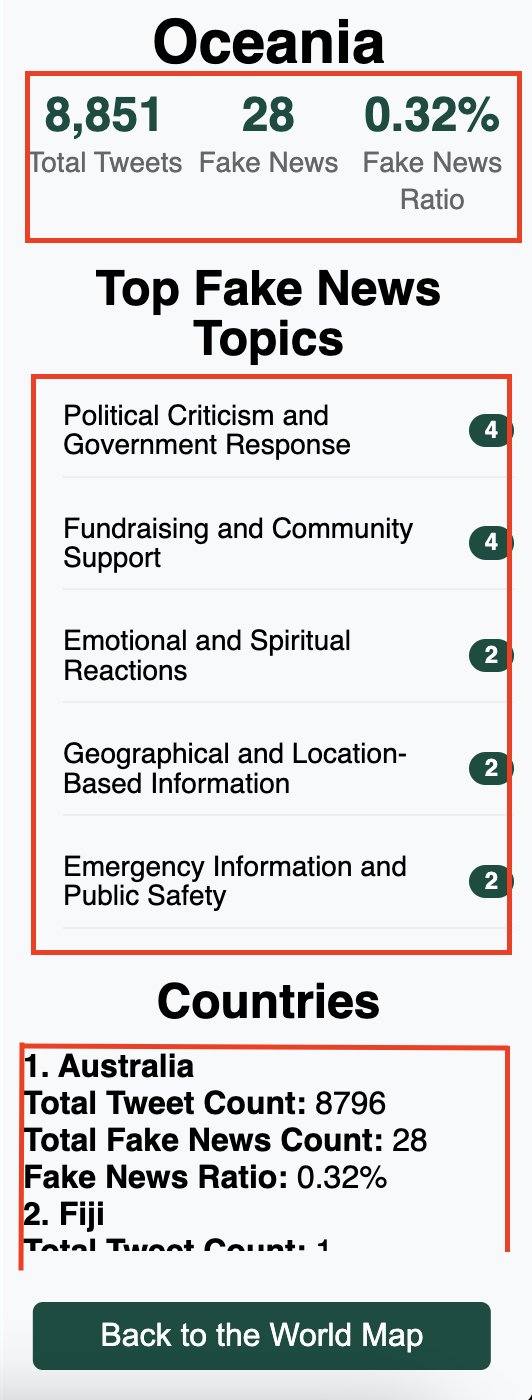 Oceania
8,851 28 0.32%
Total Tweets Fake News Fake News
Ratio
Top Fake News
Topics
Political Criticism and
Government Response
4
Fundraising and Community
Support
4
Emotional and Spiritual
Reactions
2
Geographical and Location-
Based Information
2
Emergency Information and
Public Safety
2
Countries
1. Australia
Total Tweet Count: 8796
Total Fake News Count: 28
Fake News Ratio: 0.32%
2. Fiji
Total Tweet Count: 1
Back to the World Map